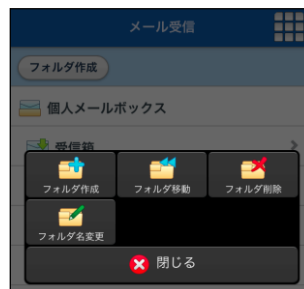 メール受信
フォルダ作成
個人メールボックス
受信箱
フォルダ作成
フォルダ移動
フォルダ削除
フォルダ名変更
閉じる